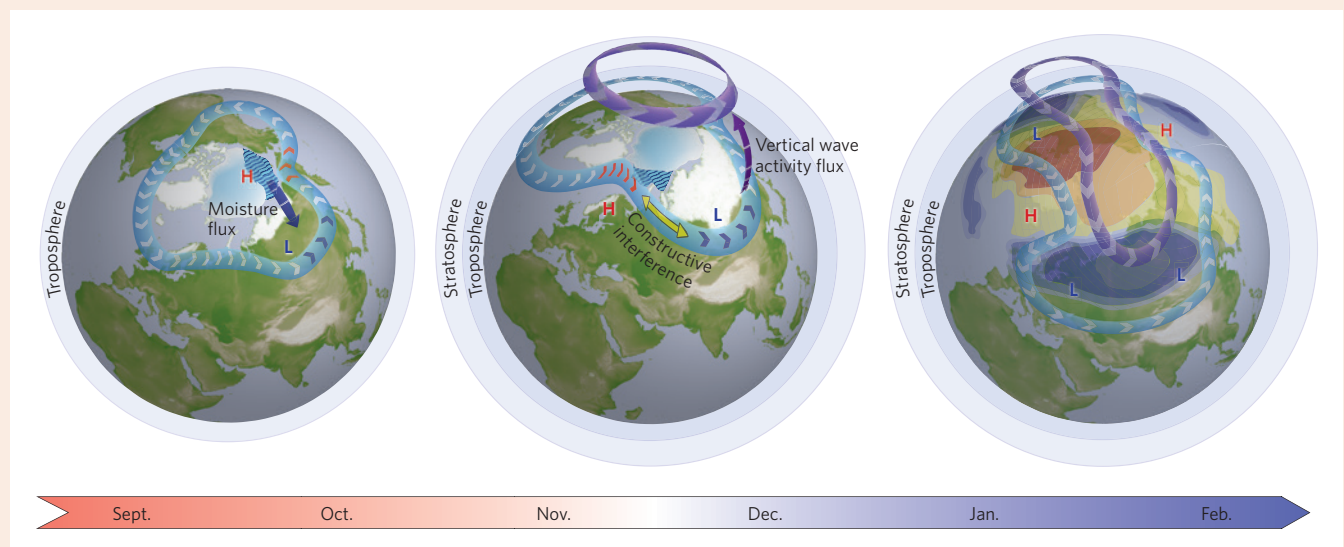 Troposphere
H
Moisture
flux
L
Stratosphere
Troposphere
Vertical wave
activity flux
H
L
Constructive
interference
Stratosphere
Troposphere
L
H
H
L
L
Sept.
Oct.
Nov.
Dec.
Jan.
Feb.